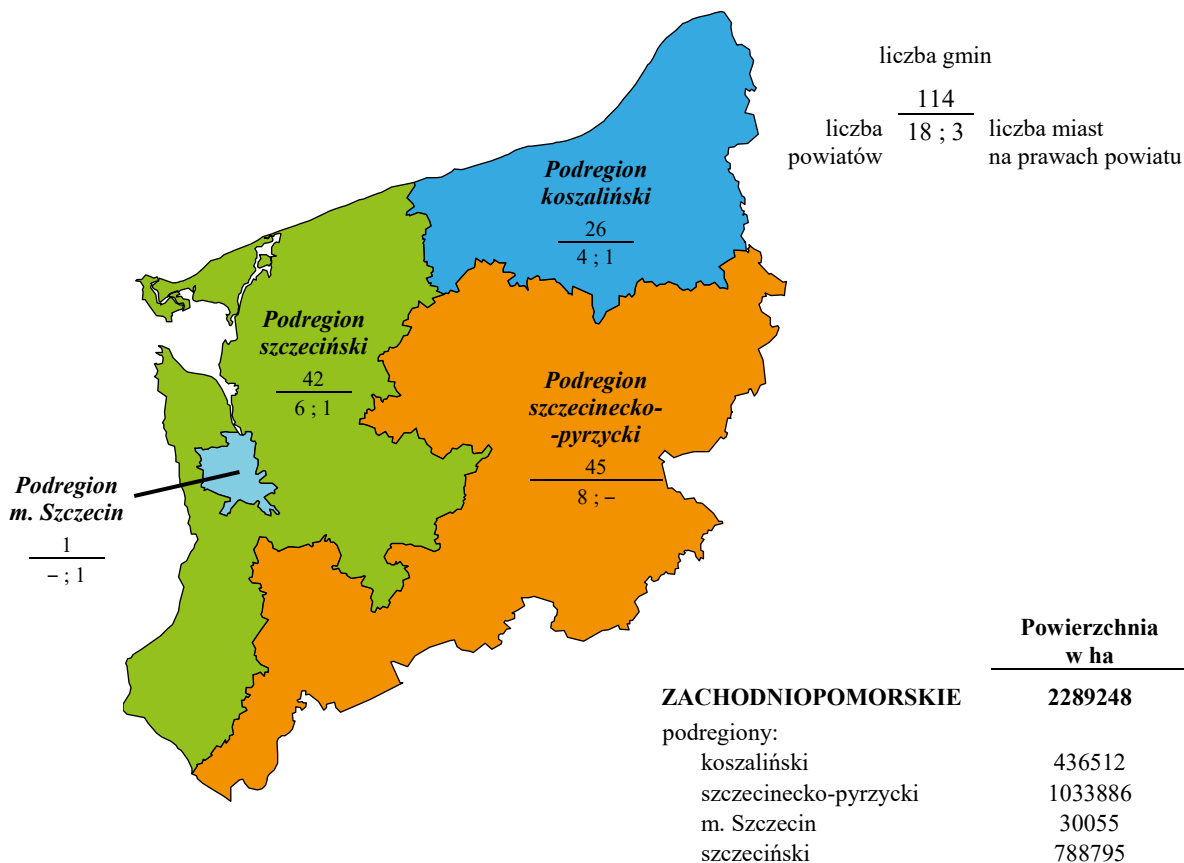 liczba gmin
114
18 ; 3
liczba
powiatów
liczba miast
na prawach powiatu
Podregion
koszaliński
26
4 ; 1
Podregion
szczeciński
42
6 ; 1
Podregion
szczecinecko-
-pyrzycki
45
8 ; –
Podregion
m. Szczecin
1
– ; 1
Powierzchnia
w ha
ZACHODNIOPOMORSKIE 2289248
podregiony:
koszaliński 436512
szczecinecko-pyrzycki 1033886
m. Szczecin 30055
szczeciński 788795